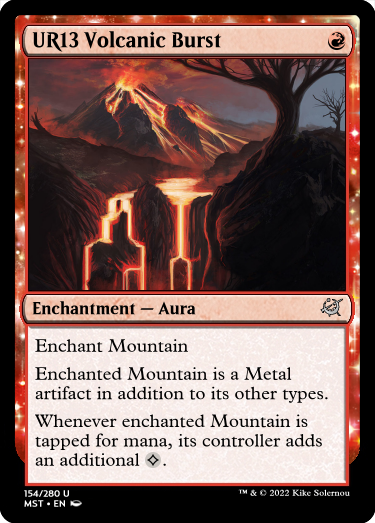 UR13 Volcanic Burst
Enchantment — Aura
Enchant Mountain
Enchanted Mountain is a Metal
artifact in addition to its other types.
Whenever enchanted Mountain is
tapped for mana, its controller adds
an additional .
154/280 U
MST • EN
™ & © 2022 Kike Solernou